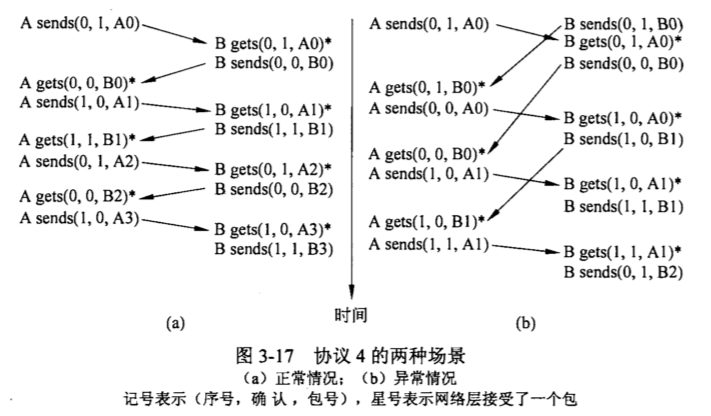 A sends(0, 1, A0)
B gets(0, 1, A0)*
B sends(0, 0, B0)
A gets(0, 0, B0)*
A sends(1, 0, A1)
B gets(1, 0, A1)*
B sends(1, 1, B1)
A gets(1, 1, B1)*
A sends(0, 1, A2)
B gets(0, 1, A2)*
B sends(0, 0, B2)
A gets(0, 0, B2)*
A sends(1, 0, A3)
B gets(1, 0, A3)*
B sends(1, 1, B3)
(a)
时间
A sends(0, 1, A0)
B sends(0, 1, B0)
B gets(0, 1, A0)*
B sends(0, 0, B0)
A gets(0, 1, B0)*
A sends(0, 0, A0)
B gets(1, 0, A0)*
B sends(1, 0, B1)
A gets(0, 0, B0)*
A sends(1, 0, A1)
B gets(1, 0, A1)*
B sends(1, 1, B1)
A gets(1, 0, B1)*
A sends(1, 1, A1)
B gets(1, 1, A1)*
B sends(0, 1, B2)
(b)
图 3-17 协议 4 的两种场景
（a）正常情况；（b）异常情况
记号表示（序号，确认，包号），星号表示网络层接受了一个包